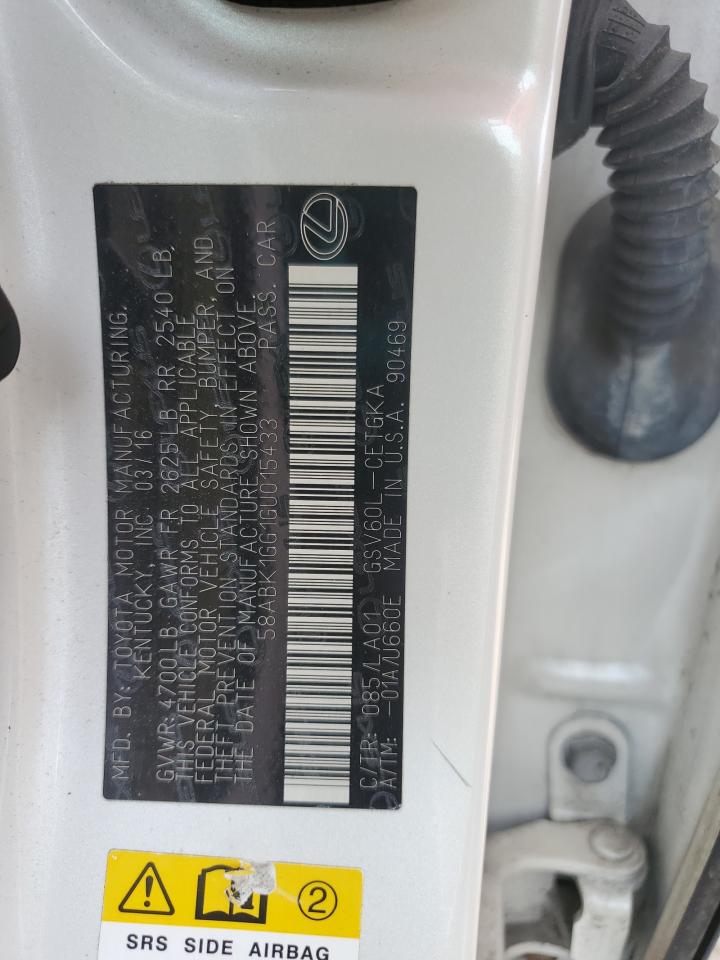 MFD. BY: TOYOTA MOTOR MANUFACTURING,
KENTUCKY, INC 03/16
GVWR: 4700LB GAWR FR 2625LB RR 2540 LB,
THIS VEHICLE CONFORMS TO ALL APPLICABLE
FEDERAL MOTOR VEHICLE SAFETY, BUMPER, AND
THEFT PREVENTION STANDARDS IN EFFECT ON
THE DATE OF MANUFACTURE SHOWN ABOVE.
58ABK1GG1GU015433 PASS. CAR
C/TR: 085/LA01 GSV60L-CETGKA
A/TM: -01A/U660E MADE IN U.S.A. 90469
2
SRS SIDE AIRBAG